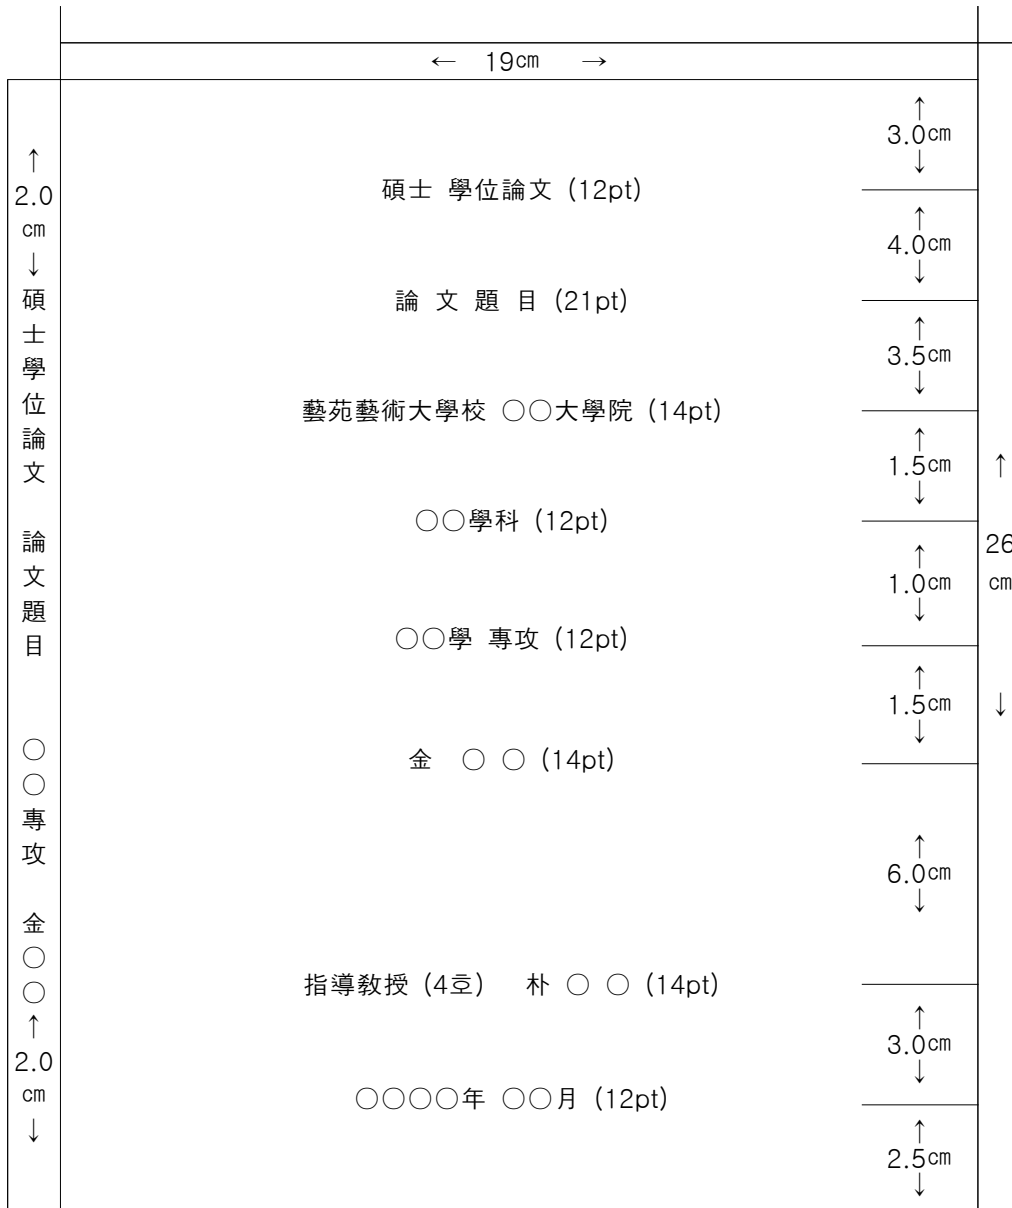 ← 19㎝ →
↑
2.0
㎝
↓
碩
士
學
位
論
文
論
文
題
目
○
○
專
攻
金
○
○
↑
2.0
㎝
↓
碩士 學位論文 (12pt)
論 文 題 目 (21pt)
藝苑藝術大學校 ○○大學院 (14pt)
○○學科 (12pt)
○○學 專攻 (12pt)
金 ○ ○ (14pt)
指導敎授 (4호) 朴 ○ ○ (14pt)
○○○○年 ○○月 (12pt)
↑
3.0㎝
↓
↑
4.0㎝
↓
↑
3.5㎝
↓
↑
1.5㎝
↓
↑
1.0㎝
↓
↑
1.5㎝
↓
↑
6.0㎝
↓
↑
3.0㎝
↓
↑
2.5㎝
↓
↑
26
㎝
↓